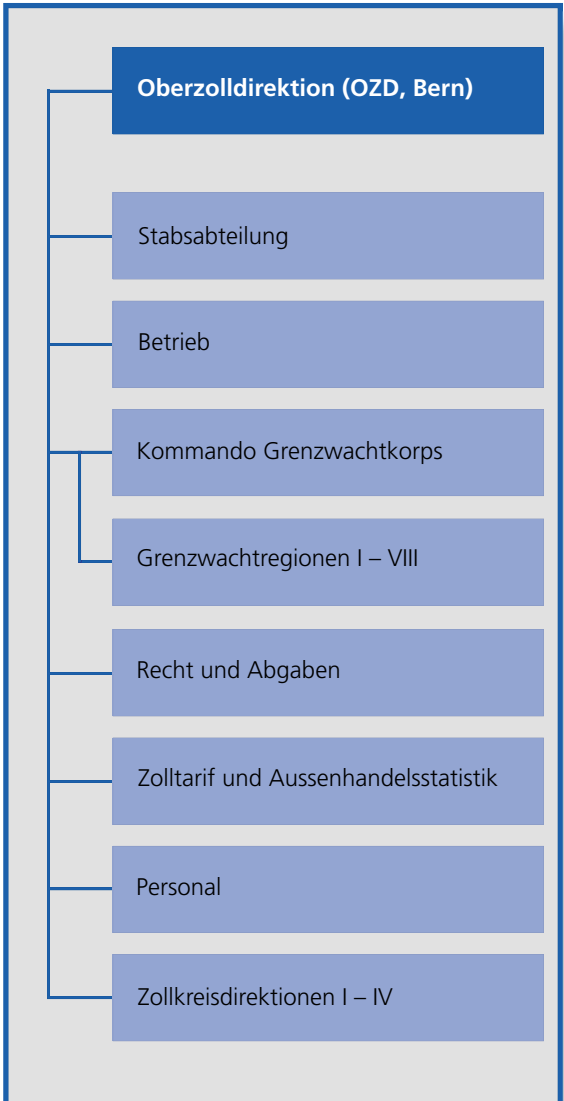 Oberzolldirektion (OZD, Bern)
Stabsabteilung
Betrieb
Kommando Grenzwachtkorps
Grenzwachtregionen I – VIII
Recht und Abgaben
Zolltarif und Aussenhandelsstatistik
Personal
Zollkreisdirektionen I – IV